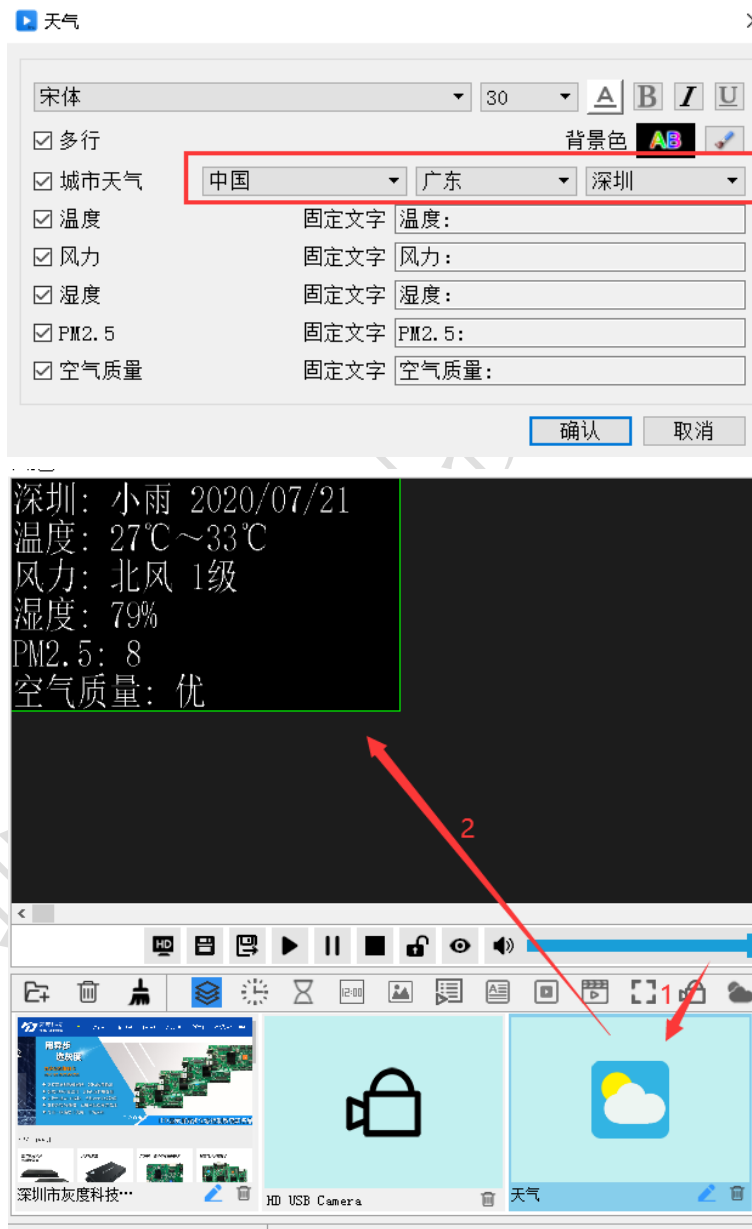 天气
宋体 30 A B I U
多行 背景色 AB
城市天气 中国 广东 深圳
温度 固定文字 温度:
风力 固定文字 风力:
湿度 固定文字 湿度:
PM2.5 固定文字 PM2.5:
空气质量 固定文字 空气质量:
确认 取消
深圳: 小雨 2020/07/21
温度: 27℃~33℃
风力: 北风 1级
湿度: 79%
PM2.5: 8
空气质量: 优
2
HD
12:00
1
深圳市灰度科技…
HD USB Camera
天气